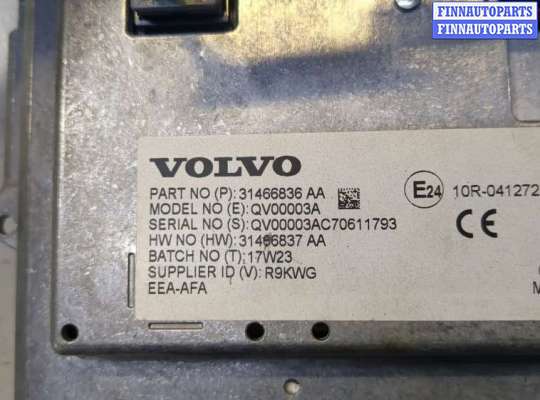 FINNAUTOPARTS
FINNAUTOPARTS
VOLVO
PART NO (P): 31466836 AA
MODEL NO (E): QV00003A
SERIAL NO (S): QV00003AC70611793
HW NO (HW): 31466837 AA
BATCH NO (T): 17W23
SUPPLIER ID (V): R9KWG
EEA-AFA
E24 10R-041272
CE